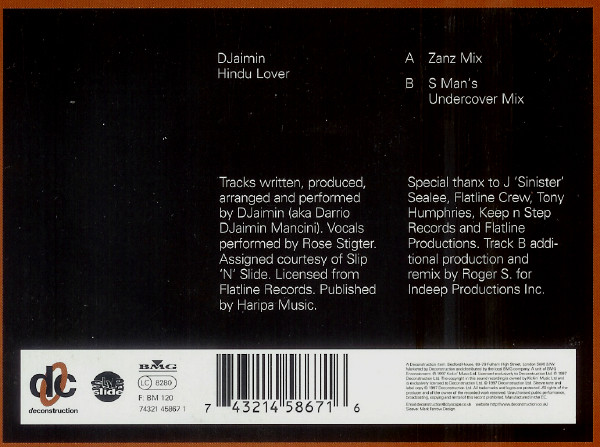 DJaimin
Hindu Lover
A Zanz Mix
B S Man's
Undercover Mix
Tracks written, produced,
arranged and performed
by DJaimin (aka Darrio
DJaimin Mancini). Vocals
performed by Rose Stigter.
Assigned courtesy of Slip
'N' Slide. Licensed from
Flatline Records. Published
by Haripa Music.
Special thanx to J 'Sinister'
Sealee, Flatline Crew, Tony
Humphries, Keep n Step
Records and Flatline
Productions. Track B addi-
tional production and
remix by Roger S. for
Indeep Productions Inc.
deconstruction
slide
BMG
LC 8280
F: BM 120
74321 45867 1
7 43214 58671 6